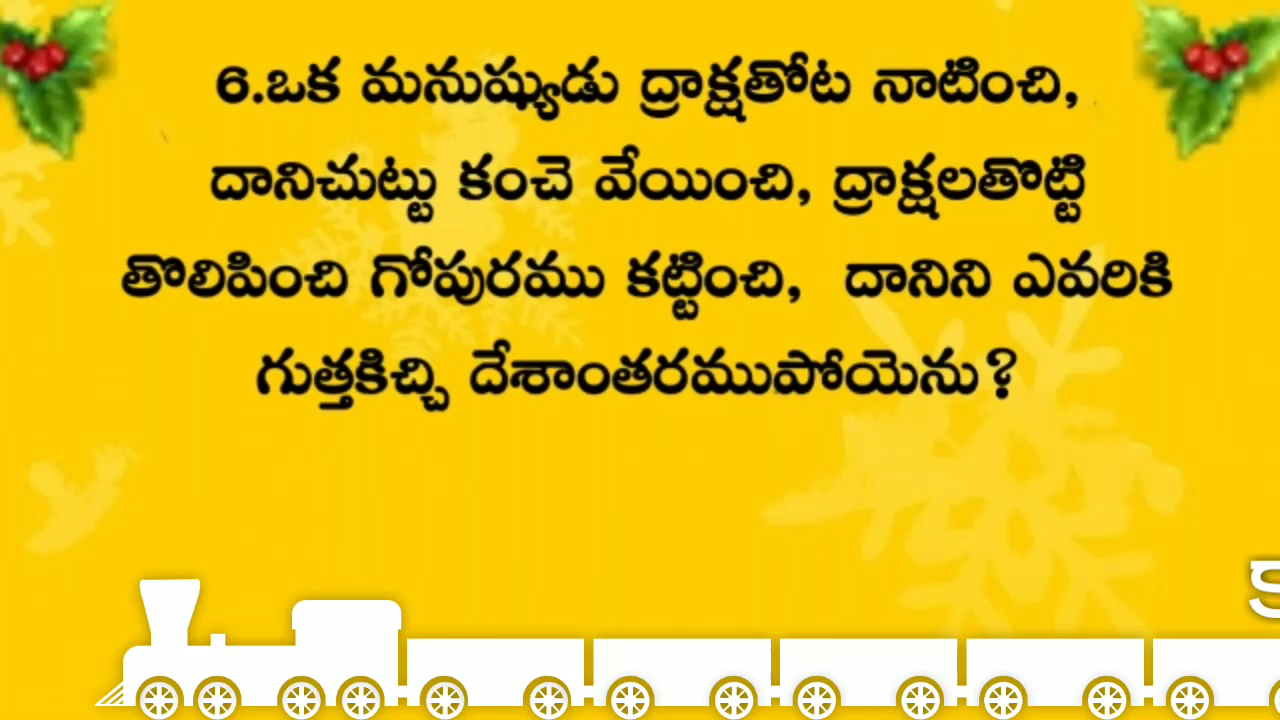 6.ఒక మనుష్యుడు ద్రాక్షతోట నాటించి,
దానిచుట్టు కంచె వేయించి, ద్రాక్షలతొట్టి
తొలిపించి గోపురము కట్టించి, దానిని ఎవరికి
గుత్తకిచ్చి దేశాంతరముపోయెను?